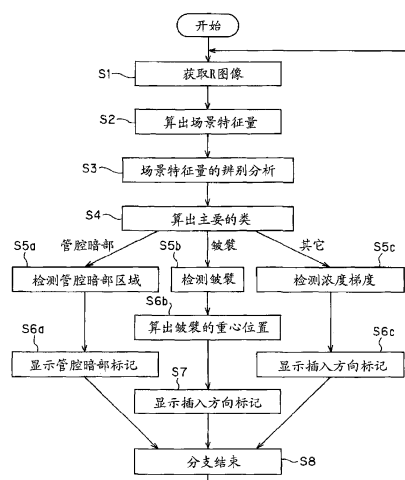 开始
S1
获取R图像
S2
算出场景特征量
S3
场景特征量的辨别分析
S4
算出主要的类
管腔暗部
皱襞
其它
S5a
S5b
S5c
检测管腔暗部区域
检测皱襞
检测浓度梯度
S6b
算出皱襞的重心位置
S6a
S6c
显示管腔暗部标记
显示插入方向标记
S7
显示插入方向标记
分支结束
S8